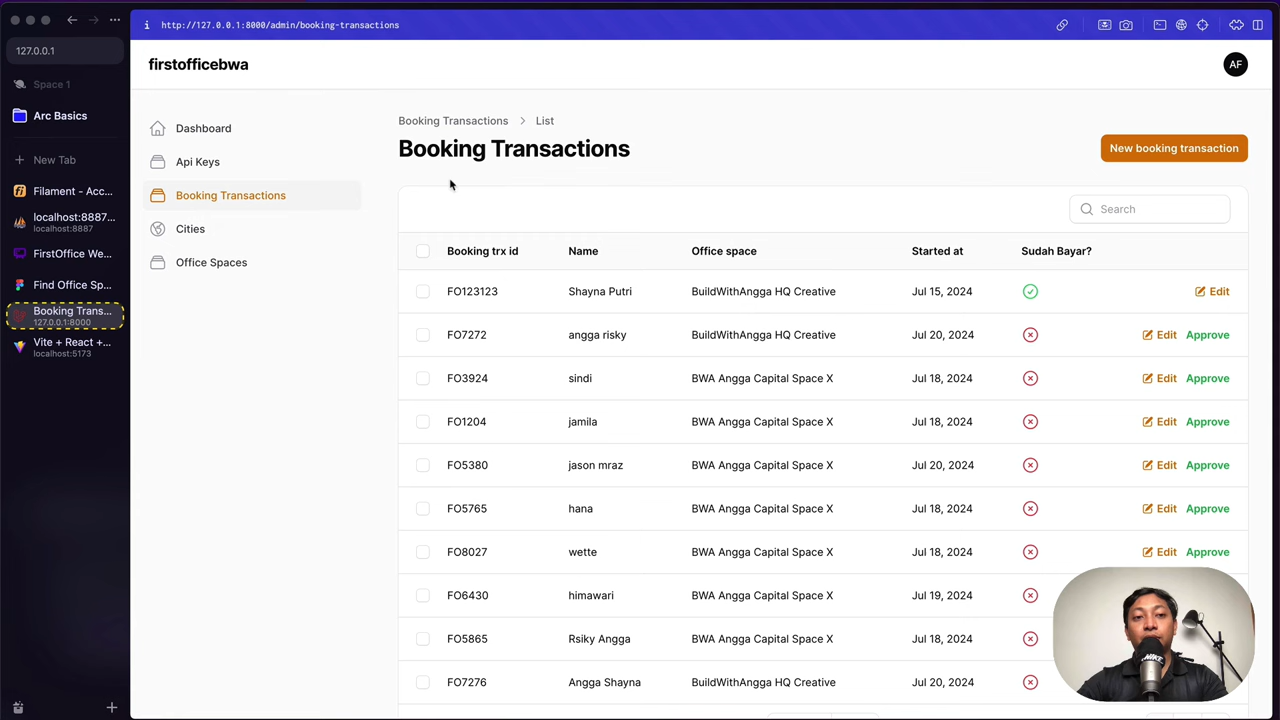 http://127.0.0.1:8000/admin/booking-transactions
127.0.0.1
Space 1
Arc Basics
New Tab
Filament - Acc...
localhost:8887...
localhost:8887
FirstOffice We...
Find Office Sp...
Booking Trans...
127.0.0.1:8000
Vite + React +...
localhost:5173
firstofficebwa
AF
Dashboard
Api Keys
Booking Transactions
Cities
Office Spaces
Booking Transactions > List
Booking Transactions
New booking transaction
Search
Booking trx id Name Office space Started at Sudah Bayar?
FO123123 Shayna Putri BuildWithAngga HQ Creative Jul 15, 2024 Edit
FO7272 angga risky BuildWithAngga HQ Creative Jul 20, 2024 Edit Approve
FO3924 sindi BWA Angga Capital Space X Jul 18, 2024 Edit Approve
FO1204 jamila BWA Angga Capital Space X Jul 18, 2024 Edit Approve
FO5380 jason mraz BWA Angga Capital Space X Jul 20, 2024 Edit Approve
FO5765 hana BWA Angga Capital Space X Jul 18, 2024 Edit Approve
FO8027 wette BWA Angga Capital Space X Jul 18, 2024 Edit Approve
FO6430 himawari BWA Angga Capital Space X Jul 19, 2024
FO5865 Rsiky Angga BWA Angga Capital Space X Jul 18, 2024
FO7276 Angga Shayna BuildWithAngga HQ Creative Jul 20, 2024
NIKE